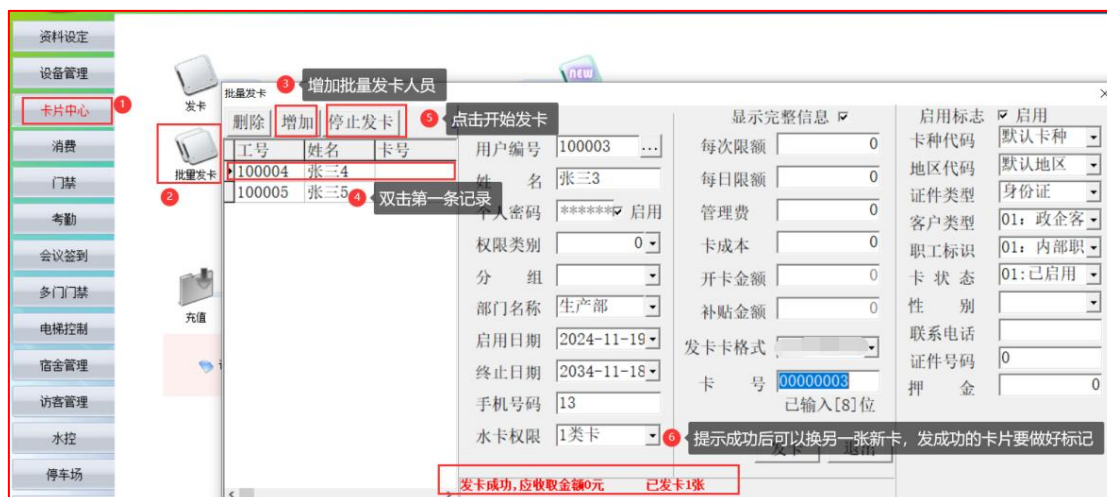 资料设定
设备管理
卡片中心
消费
门禁
考勤
会议签到
多门门禁
电梯控制
宿舍管理
访客管理
水控
停车场
1
发卡
批量发卡
2
充值
NEW
批量发卡
3 增加批量发卡人员
删除 增加 停止发卡
5 点击开始发卡
工号 姓名 卡号
100004 张三4
100005 张三5
4 双击第一条记录
用户编号 100003 ...
姓 名 张三3
个人密码 ****** 启用
权限类别 0
分 组
部门名称 生产部
启用日期 2024-11-19
终止日期 2034-11-18
手机号码 13
水卡权限 1类卡
显示完整信息
每次限额 0
每日限额 0
管理费 0
卡成本 0
开卡金额 0
补贴金额 0
发卡卡格式
卡 号 00000003
已输入[8]位
6 提示成功后可以换另一张新卡，发成功的卡片要做好标记
发卡 退出
启用标志 启用
卡种代码 默认卡种
地区代码 默认地区
证件类型 身份证
客户类型 01: 政企客
职工标识 01: 内部职
卡 状 态 01:已启用
性 别
联系电话
证件号码 0
押 金 0
发卡成功,应收取金额0元 已发卡1张